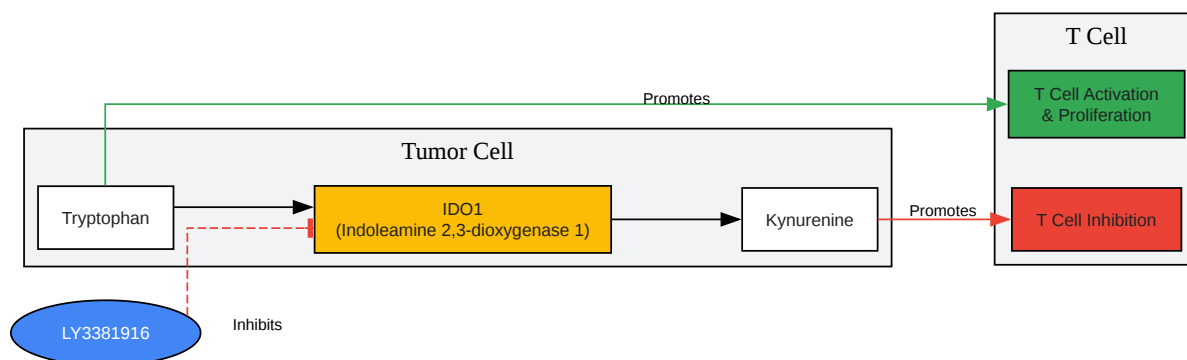 T Cell
T Cell Activation
& Proliferation
Promotes
Tumor Cell
Tryptophan
IDO1
(Indoleamine 2,3-dioxygenase 1)
Kynurenine
Promotes
T Cell Inhibition
LY3381916
Inhibits